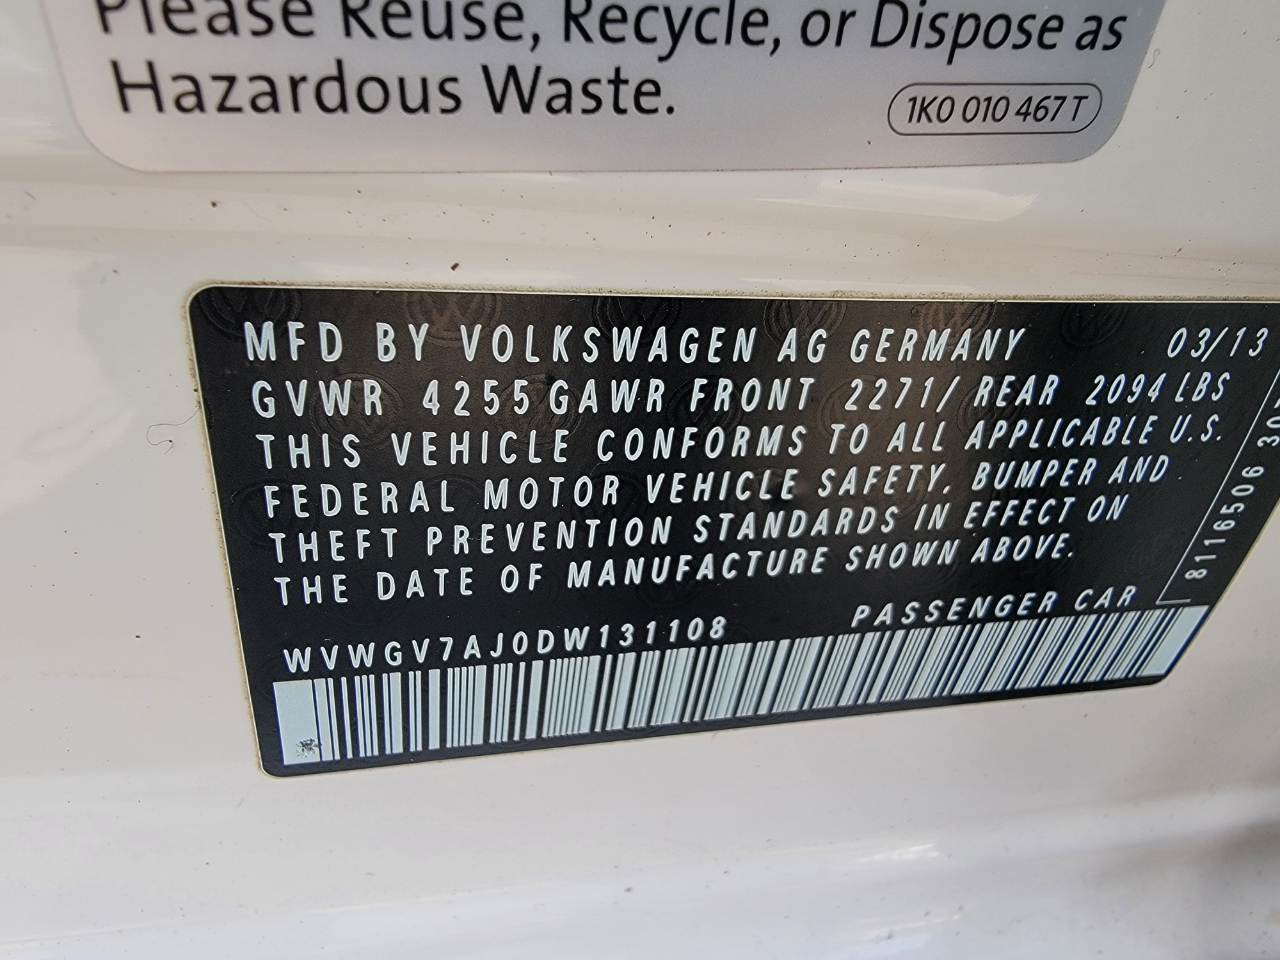 Please Reuse, Recycle, or Dispose as
Hazardous Waste.
1K0 010 467 T
MFD BY VOLKSWAGEN AG GERMANY 03/13
GVWR 4255 GAWR FRONT 2271/ REAR 2094 LBS
THIS VEHICLE CONFORMS TO ALL APPLICABLE U.S.
FEDERAL MOTOR VEHICLE SAFETY, BUMPER AND
THEFT PREVENTION STANDARDS IN EFFECT ON
THE DATE OF MANUFACTURE SHOWN ABOVE.
WVWGV7AJ0DW131108 PASSENGER CAR
8116506